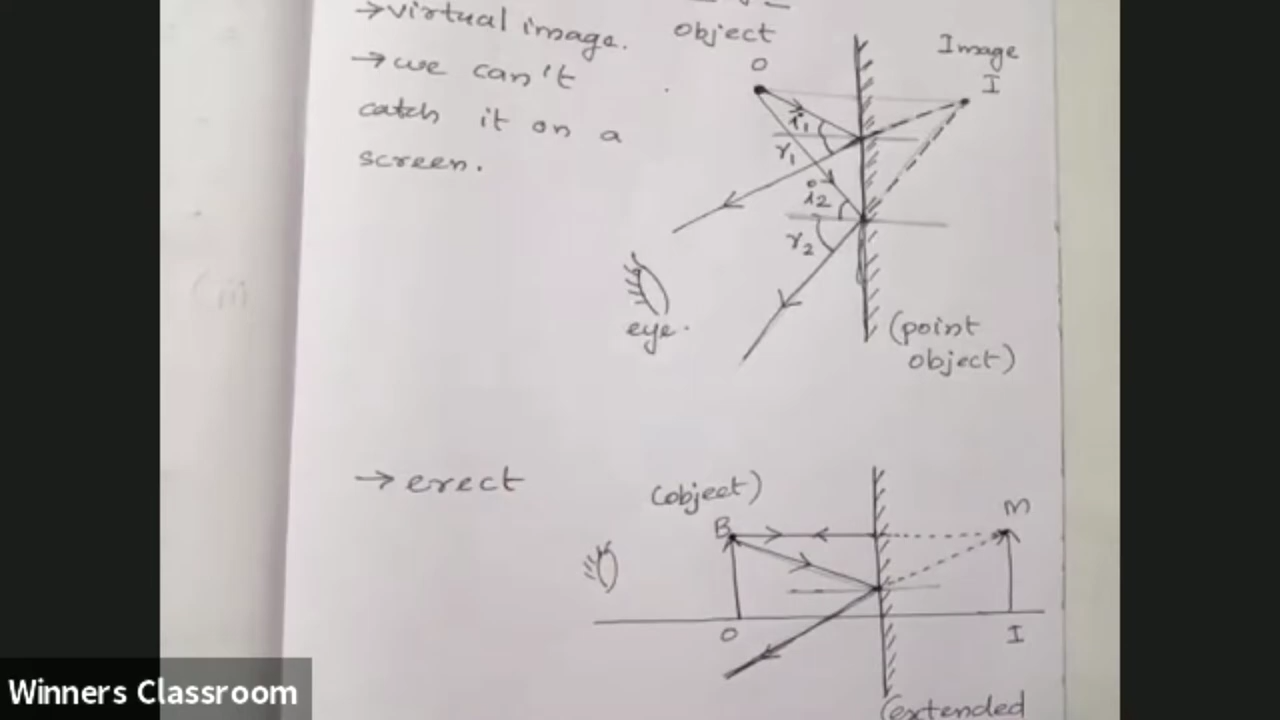 →virtual image.
→we can't
catch it on a
screen.
object
O
Image
I
i1
r1
i2
r2
eye.
(point
object)
→erect
(object)
B
M
O
I
(extended
Winners Classroom